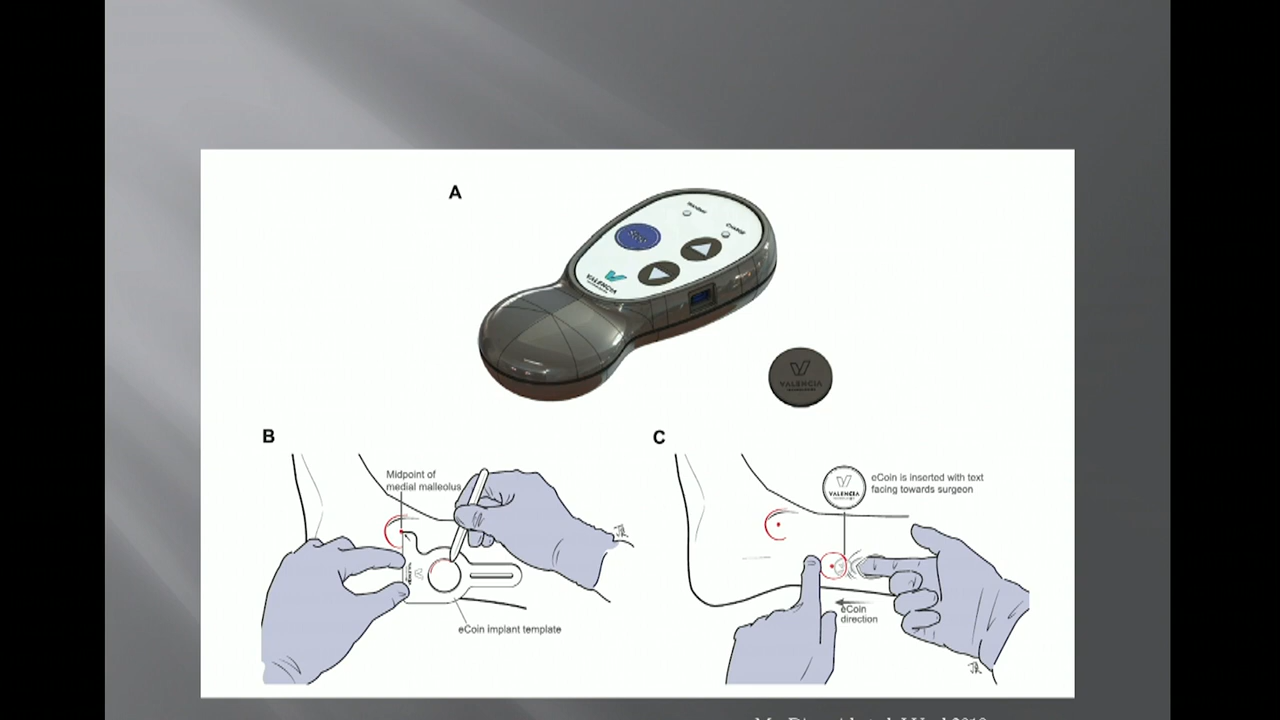 A
Charge
VALENCIA
VALENCIA
B
Midpoint of
medial malleolus
eCoin implant template
C
VALENCIA
eCoin is inserted with text
facing towards surgeon
eCoin
direction